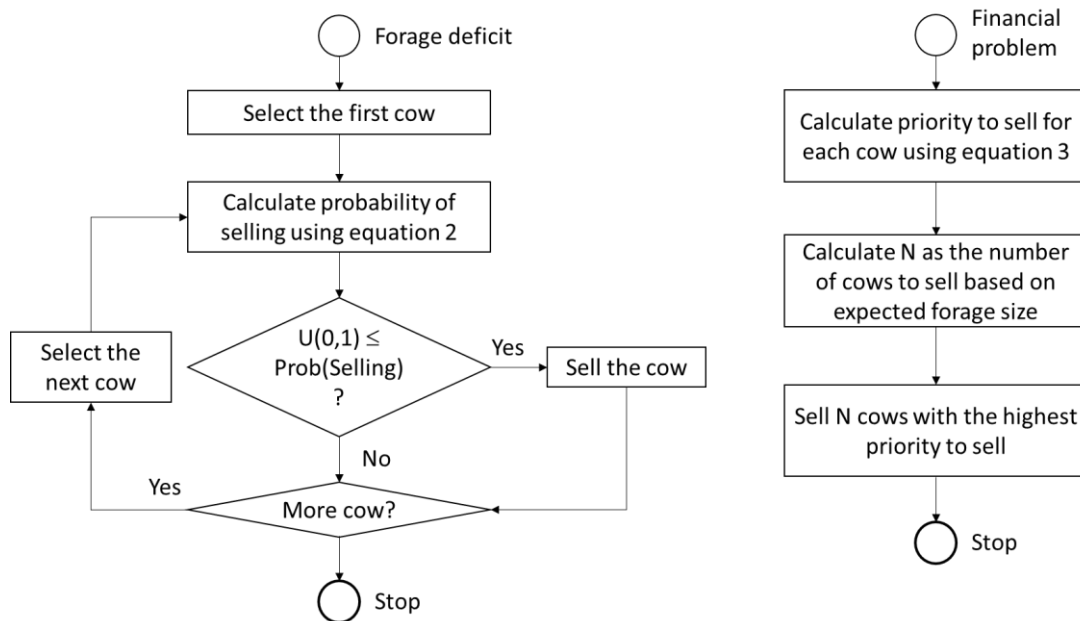 Forage deficit
Select the first cow
Calculate probability of
selling using equation 2
U(0,1) ≤
Prob(Selling)
?
Yes
Sell the cow
Select the
next cow
No
Yes
More cow?
Stop
Financial
problem
Calculate priority to sell for
each cow using equation 3
Calculate N as the number
of cows to sell based on
expected forage size
Sell N cows with the highest
priority to sell
Stop